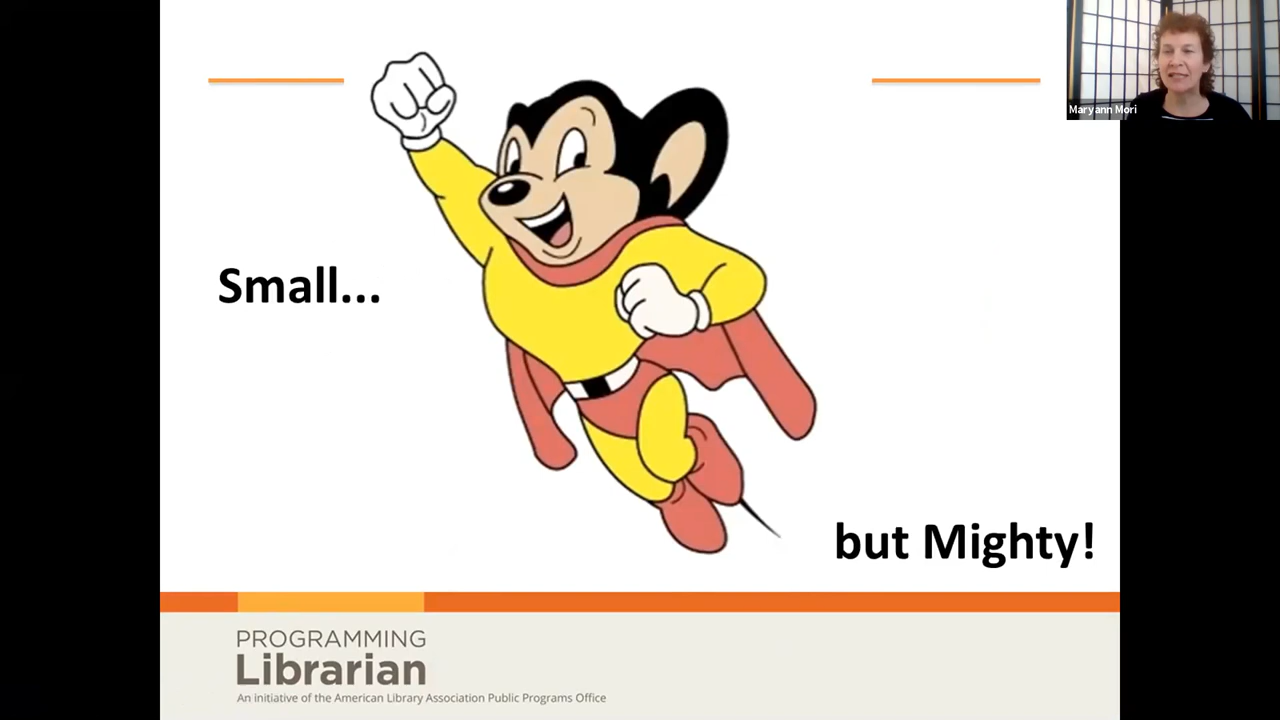 Maryann Mori
Small...
but Mighty!
PROGRAMMING
Librarian
An initiative of the American Library Association Public Programs Office